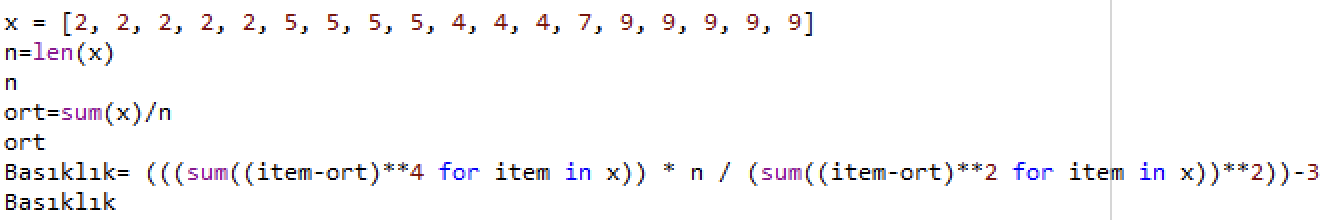 x = [2, 2, 2, 2, 2, 5, 5, 5, 5, 4, 4, 4, 7, 9, 9, 9, 9, 9]
n=len(x)
n
ort=sum(x)/n
ort
Basıklık= (((sum((item-ort)**4 for item in x)) * n / (sum((item-ort)**2 for item in x))**2))-3
Basıklık